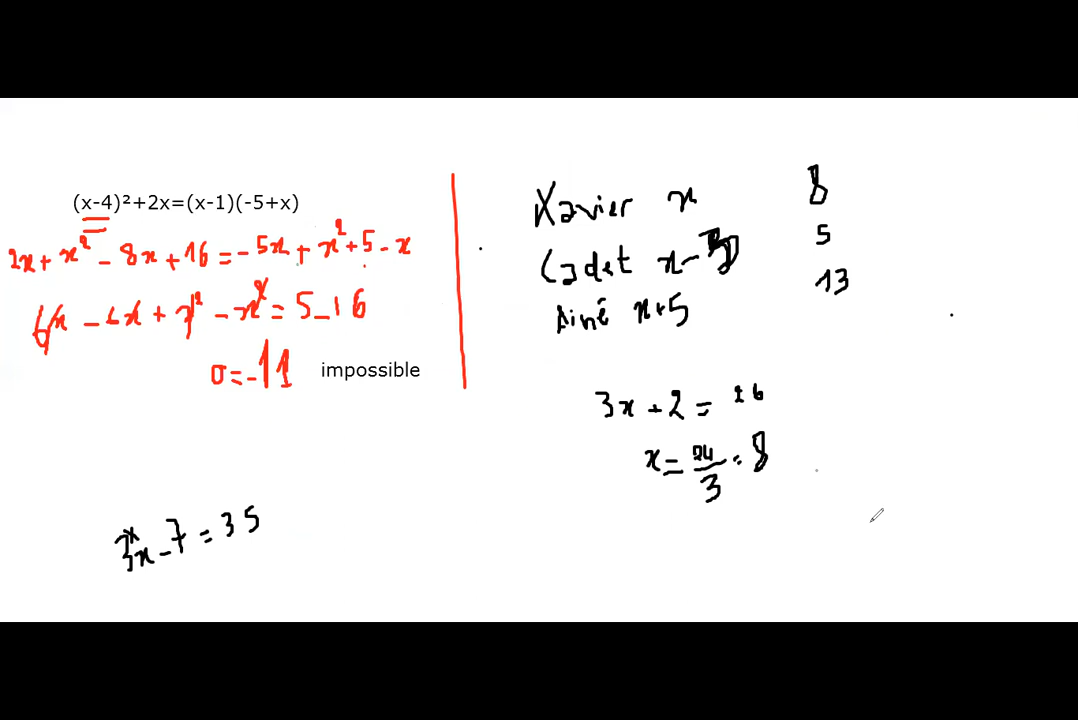 (x-4)²+2x=(x-1)(-5+x)
2x+x²-8x+16=-5x+x²+5-x
6x-6x+x²-x²=5-16
0=-11 impossible
3x-7=35
Xavier x 8
Cadet x-3 5
Ainé x+5 13
3x+2=26
x=24/3=8